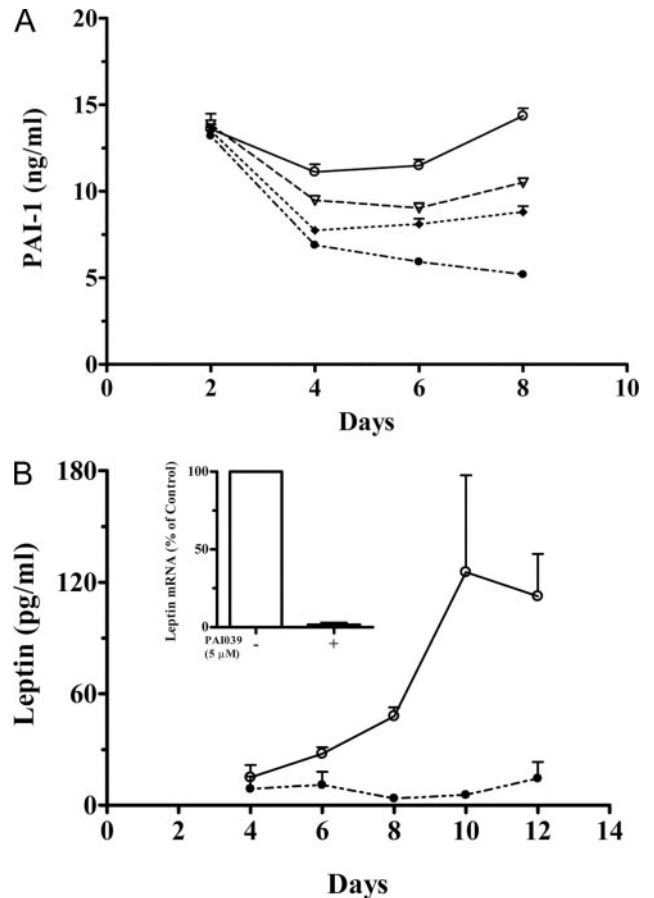 A
PAI-1 (ng/ml)
20
15
10
5
0
0 2 4 6 8 10
Days
B
Leptin (pg/ml)
180
120
60
0
Leptin mRNA (% of Control)
100
50
0
PAI039
(5 μM)
- +
0 2 4 6 8 10 12 14
Days